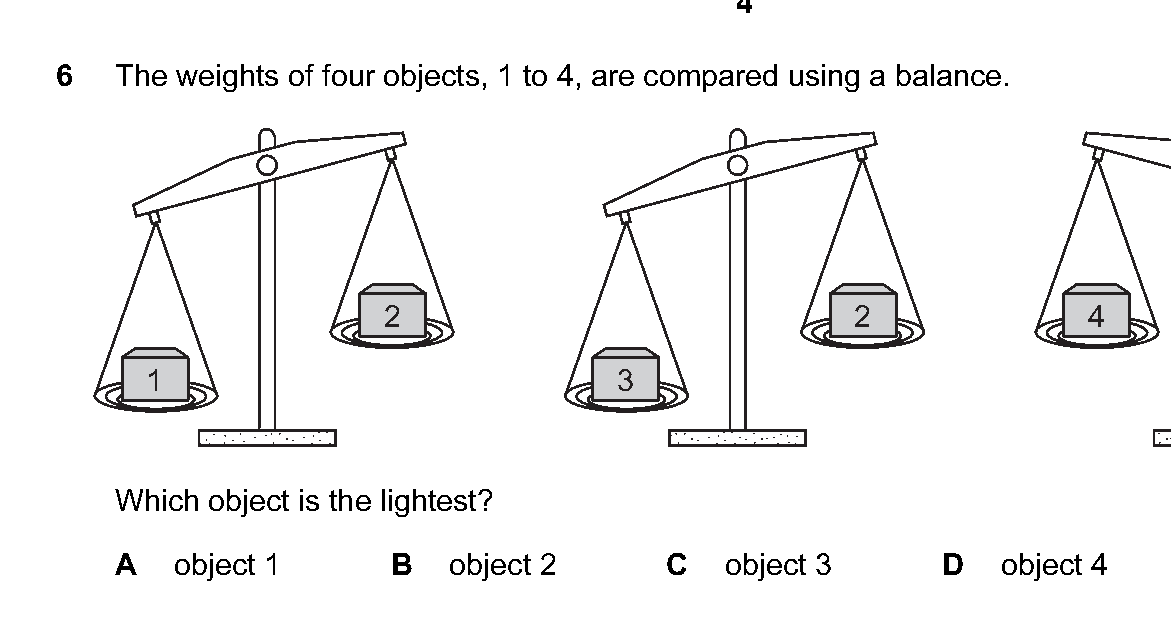 4
6 The weights of four objects, 1 to 4, are compared using a balance.
2 2 4
1 3
Which object is the lightest?
A object 1 B object 2 C object 3 D object 4